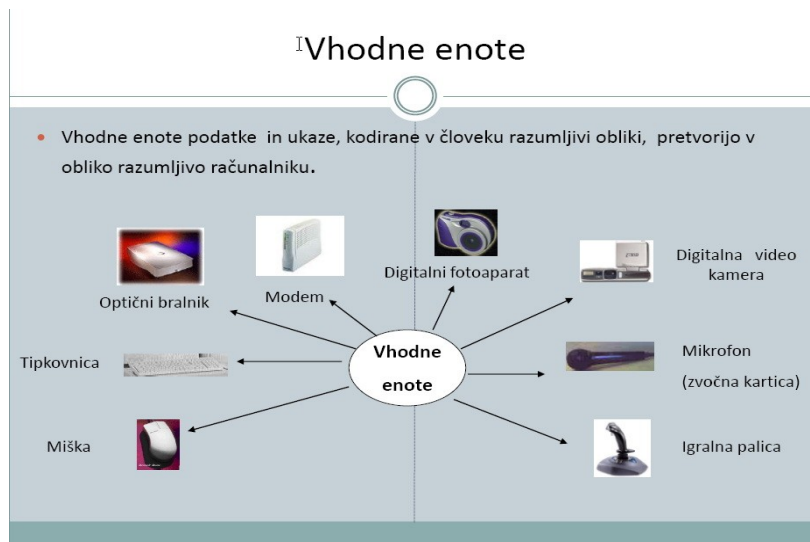 Vhodne enote
• Vhodne enote podatke in ukaze, kodirane v človeku razumljivi obliki, pretvorijo v
obliko razumljivo računalniku.
Optični bralnik
Modem
Digitalni fotoaparat
Digitalna video
kamera
Tipkovnica
Vhodne
enote
Mikrofon
(zvočna kartica)
Miška
Igralna palica